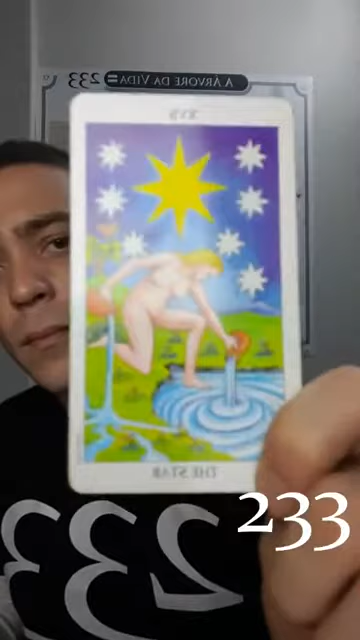 A ÁRVORE DA VIDA = 233
XVII
THE STAR
233
233